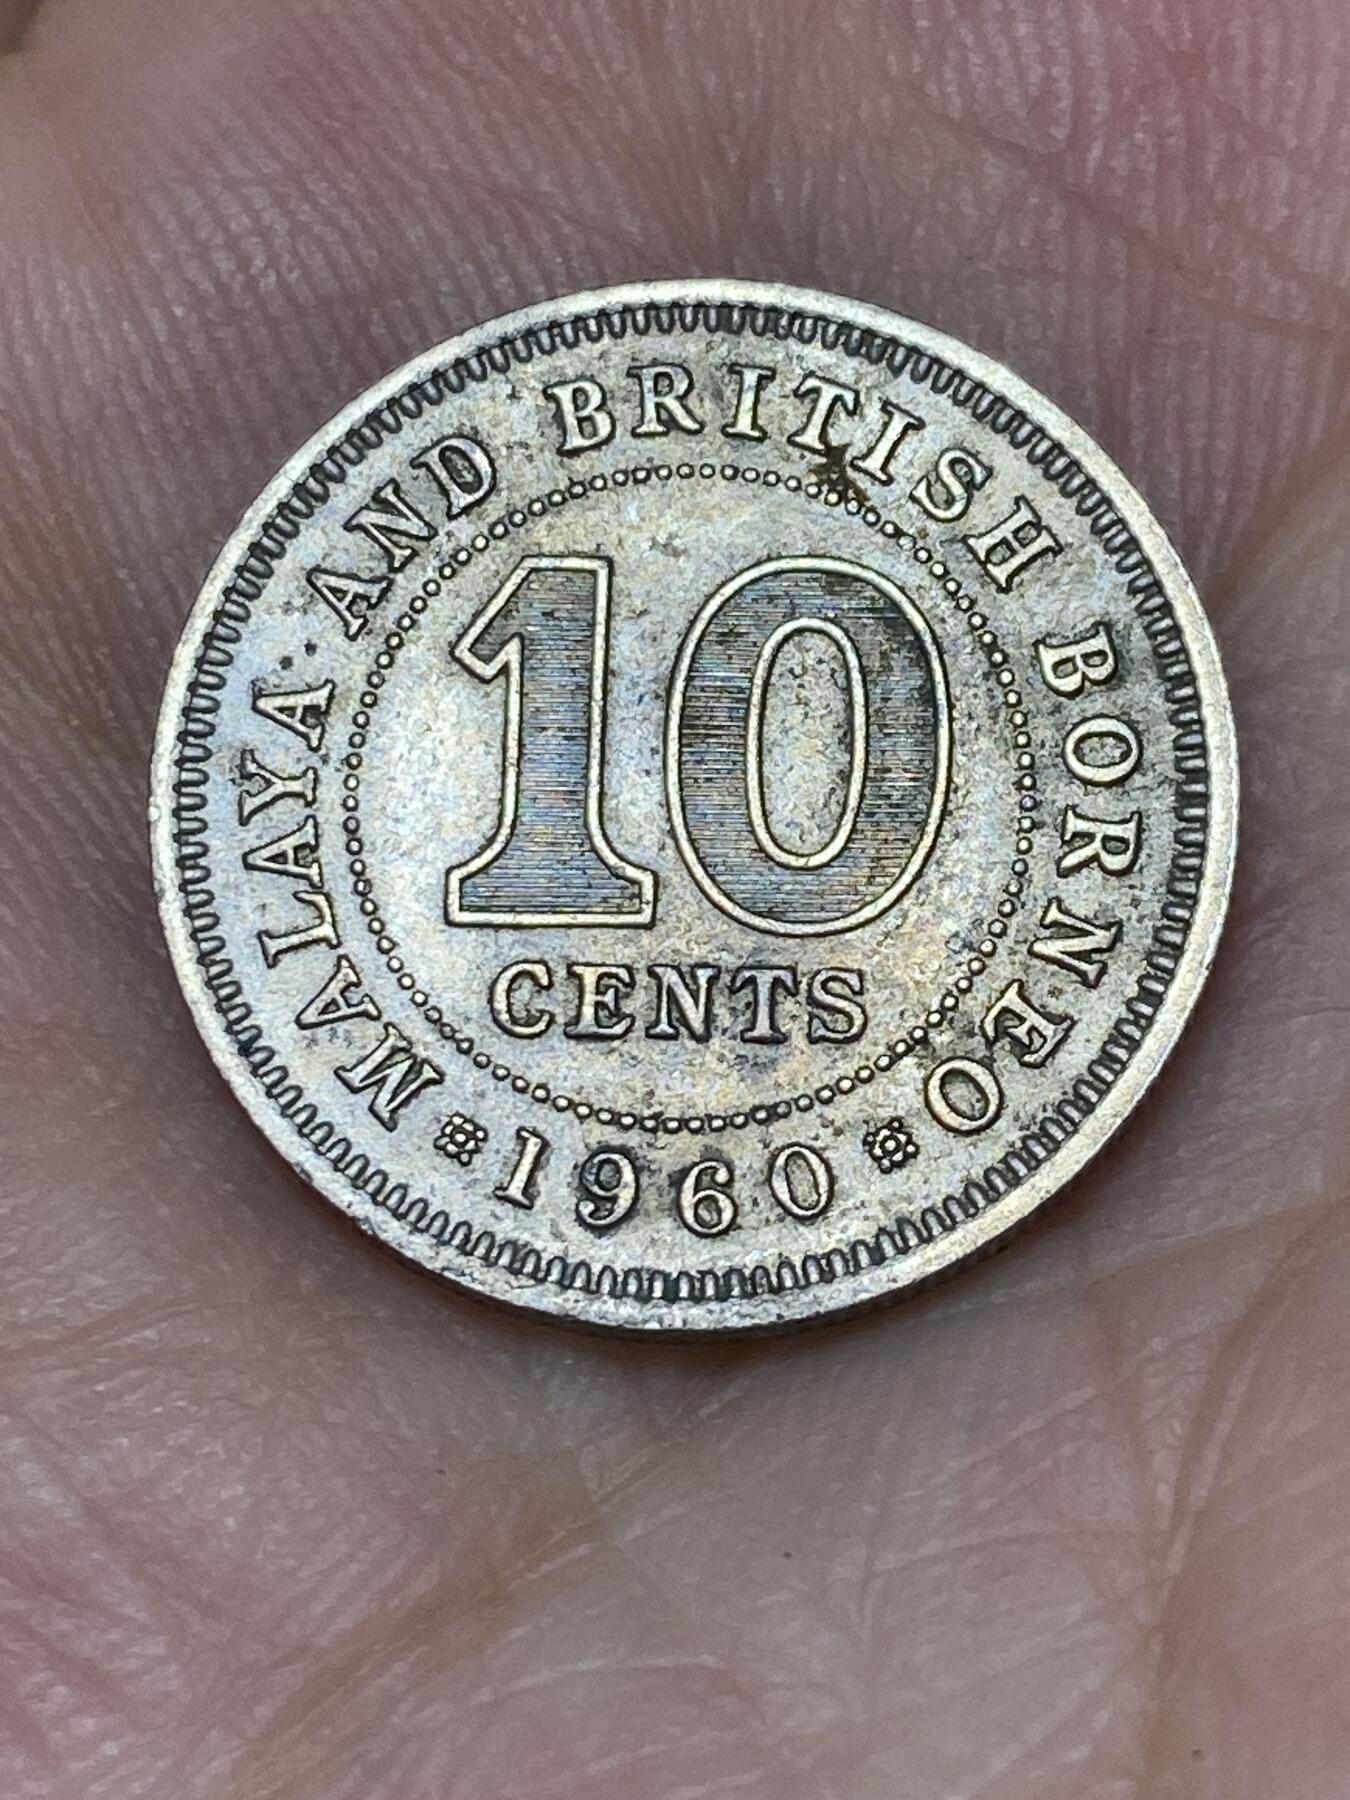 MALAYA AND BRITISH BORNEO
10
CENTS
1960